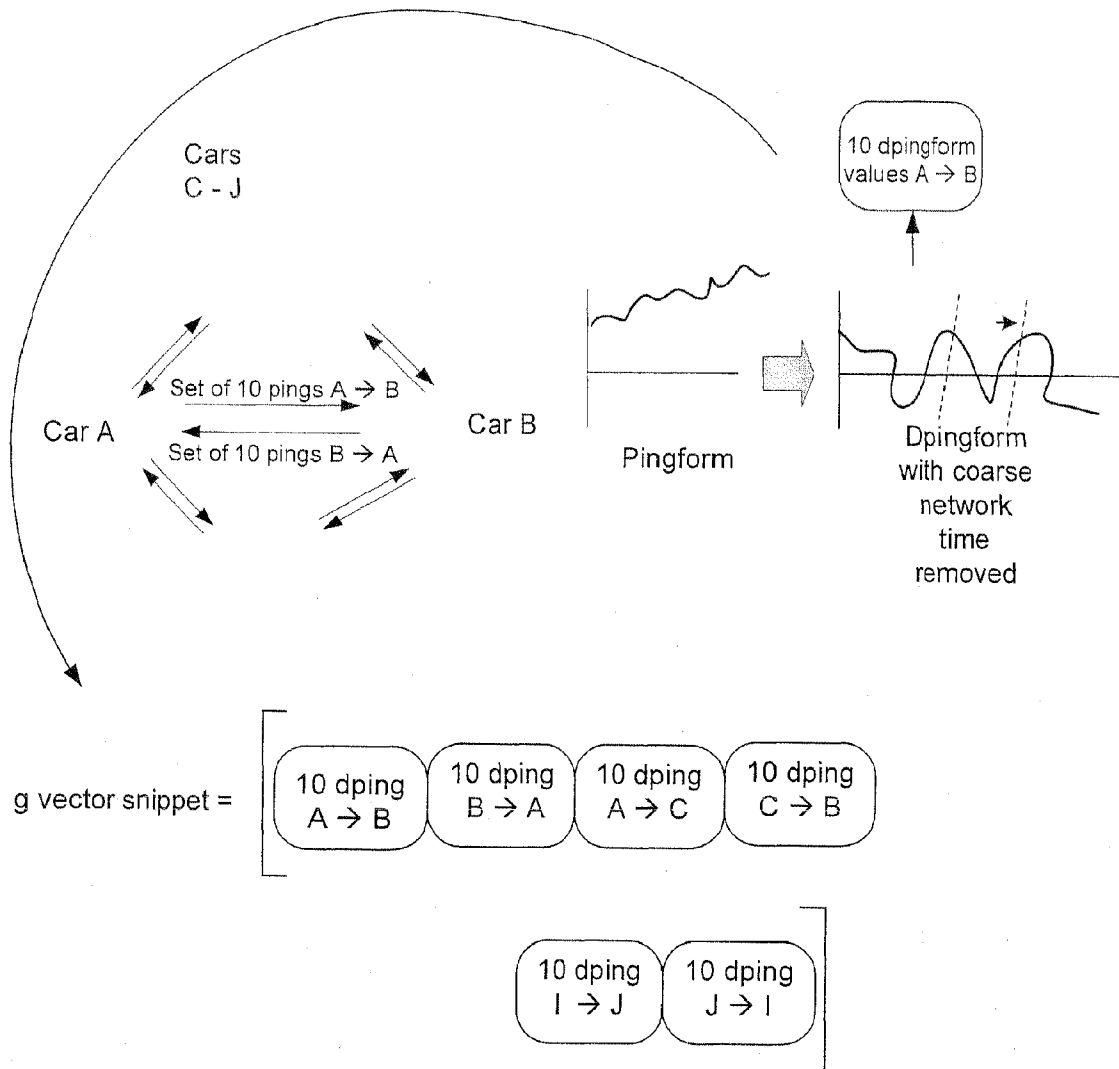 Cars
C - J
10 dpingform
values A → B
Set of 10 pings A → B
Car A
Car B
Set of 10 pings B → A
Pingform
Dpingform
with coarse
network
time
removed
g vector snippet =
10 dping
A → B
10 dping
B → A
10 dping
A → C
10 dping
C → B
10 dping
I → J
10 dping
J → I